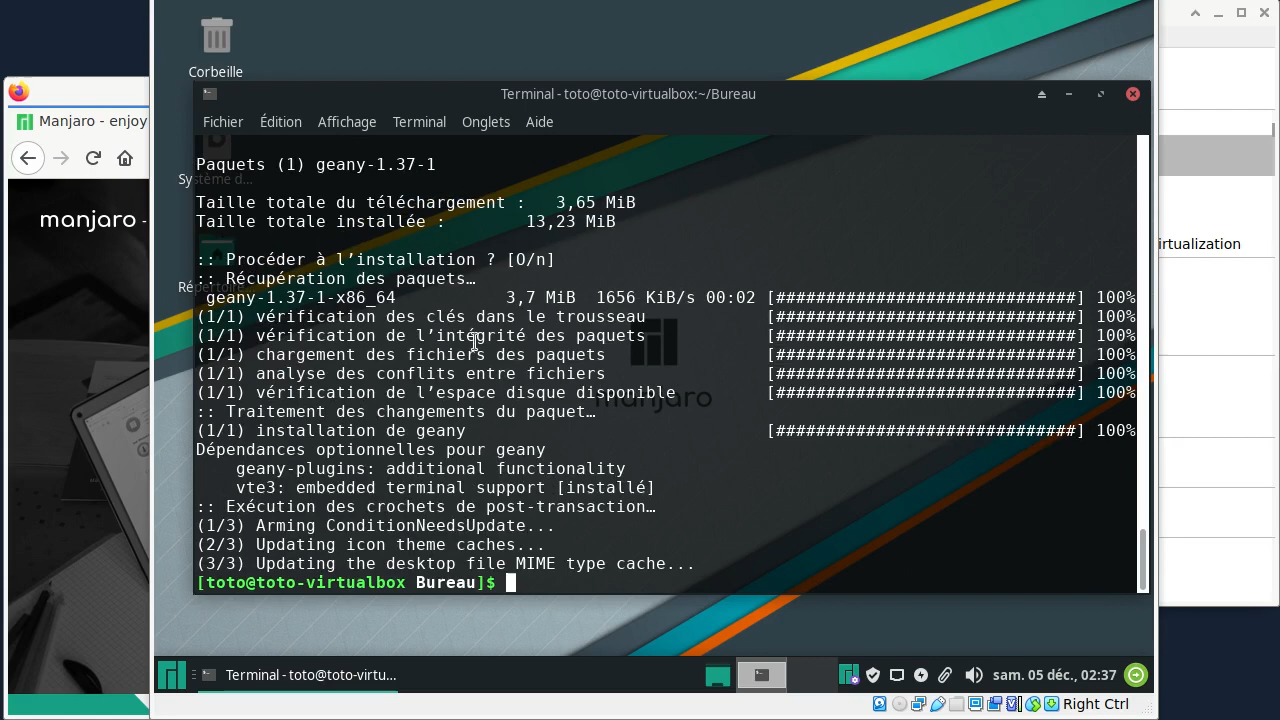 Corbeille
Manjaro - enjoy
manjaro -
Terminal - toto@toto-virtualbox:~/Bureau
Fichier Édition Affichage Terminal Onglets Aide
Paquets (1) geany-1.37-1
Taille totale du téléchargement : 3,65 MiB
Taille totale installée : 13,23 MiB
:: Procéder à l’installation ? [O/n]
:: Récupération des paquets…
geany-1.37-1-x86_64 3,7 MiB 1656 KiB/s 00:02 [##############################] 100%
(1/1) vérification des clés dans le trousseau [##############################] 100%
(1/1) vérification de l’intégrité des paquets [##############################] 100%
(1/1) chargement des fichiers des paquets [##############################] 100%
(1/1) analyse des conflits entre fichiers [##############################] 100%
(1/1) vérification de l’espace disque disponible [##############################] 100%
:: Traitement des changements du paquet…
(1/1) installation de geany [##############################] 100%
Dépendances optionnelles pour geany
geany-plugins: additional functionality
vte3: embedded terminal support [installé]
:: Exécution des crochets de post-transaction…
(1/3) Arming ConditionNeedsUpdate...
(2/3) Updating icon theme caches...
(3/3) Updating the desktop file MIME type cache...
[toto@toto-virtualbox Bureau]$
Système d...
Répertoire...
manjaro
irtualization
Terminal - toto@toto-virtu...
sam. 05 déc., 02:37
Right Ctrl